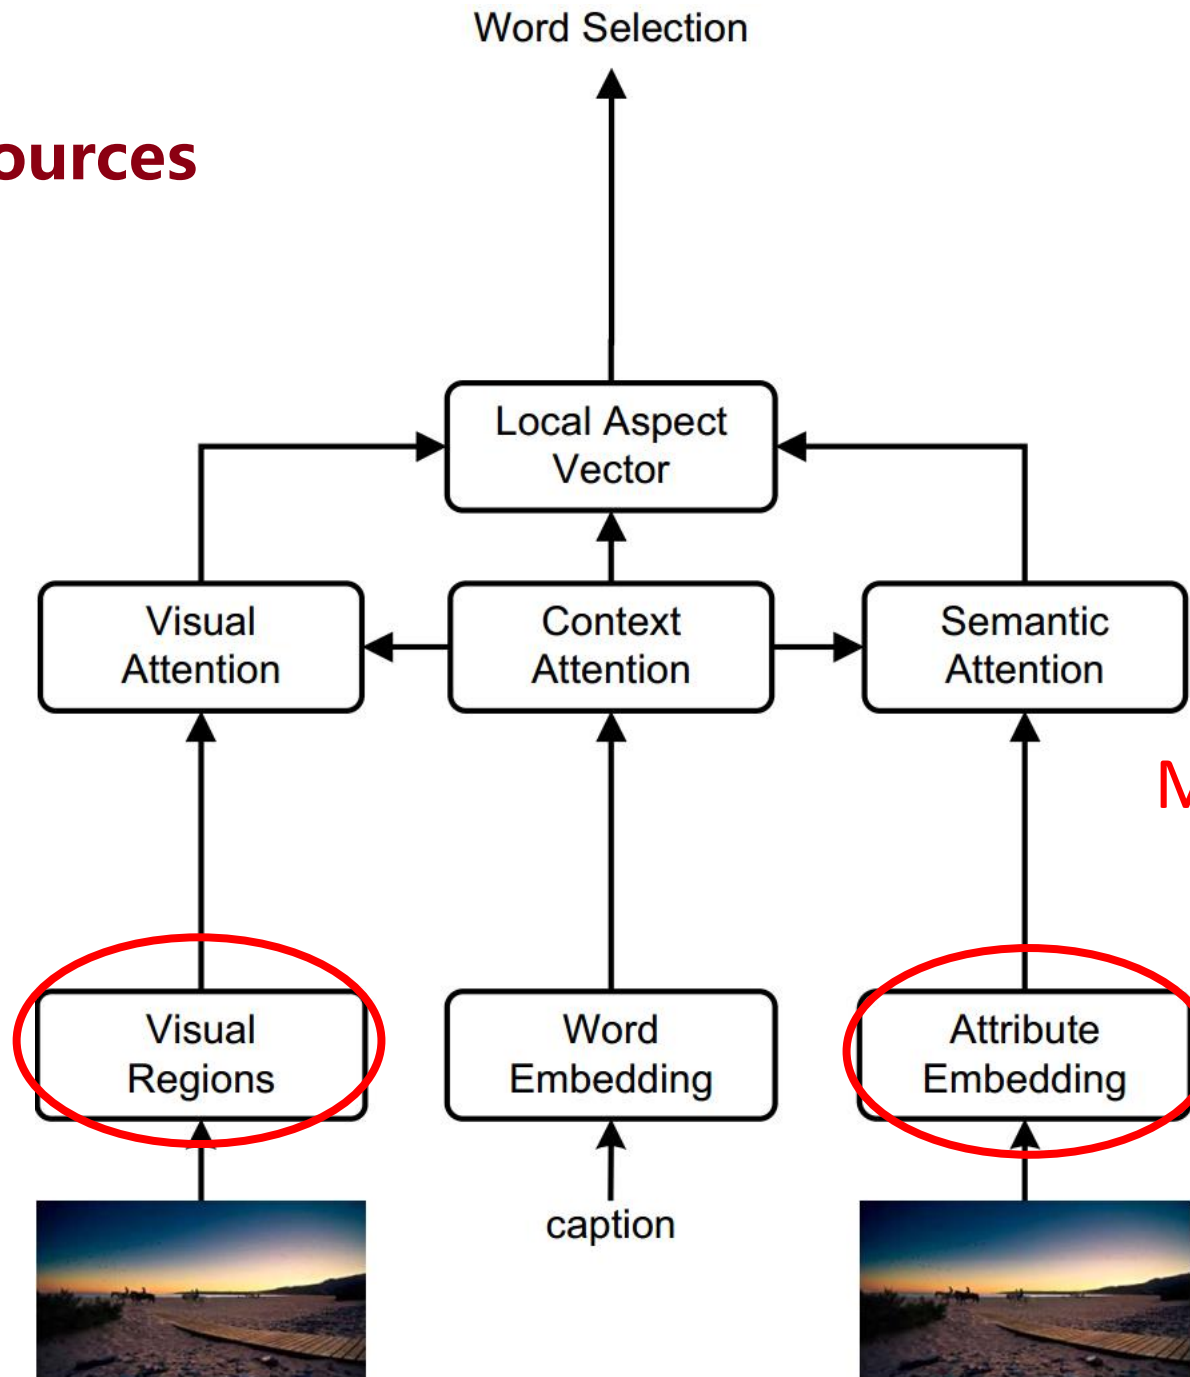 Word Selection
ources
Local Aspect
Vector
Visual
Attention
Context
Attention
Semantic
Attention
M
Visual
Regions
Word
Embedding
Attribute
Embedding
caption